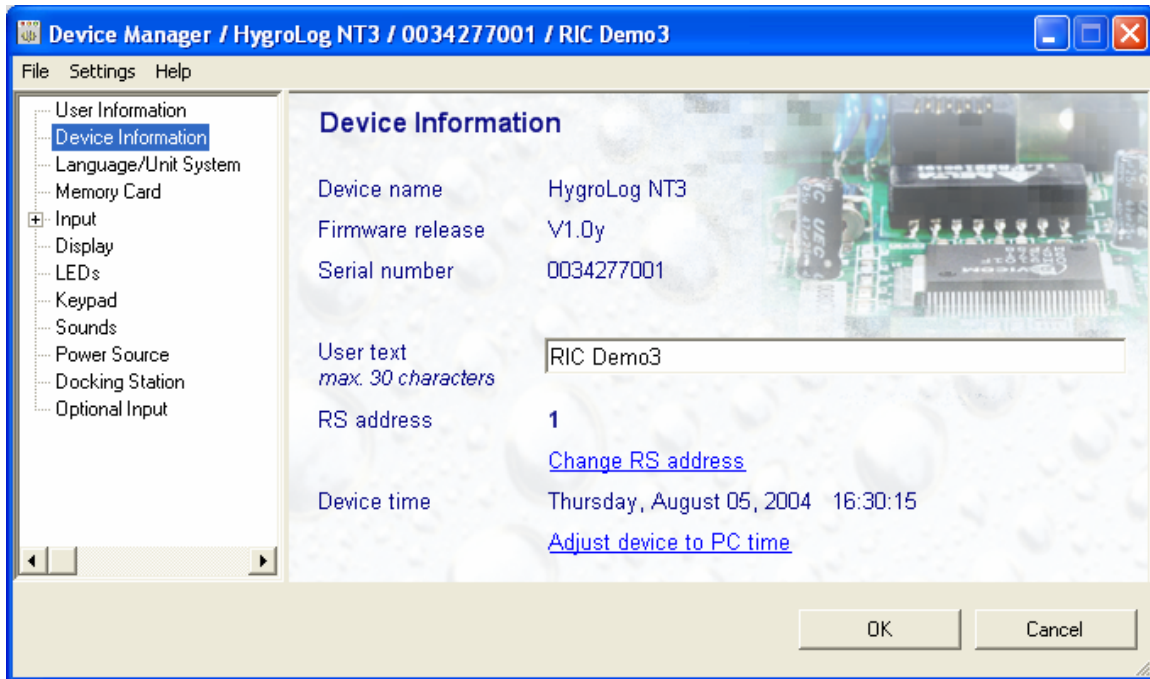 Device Manager / HygroLog NT3 / 0034277001 / RIC Demo3
File Settings Help
User Information
Device Information
Language/Unit System
Memory Card
Input
Display
LEDs
Keypad
Sounds
Power Source
Docking Station
Optional Input
Device Information
Device name HygroLog NT3
Firmware release V1.0y
Serial number 0034277001
User text RIC Demo3
max. 30 characters
RS address 1
Change RS address
Device time Thursday, August 05, 2004 16:30:15
Adjust device to PC time
OK Cancel